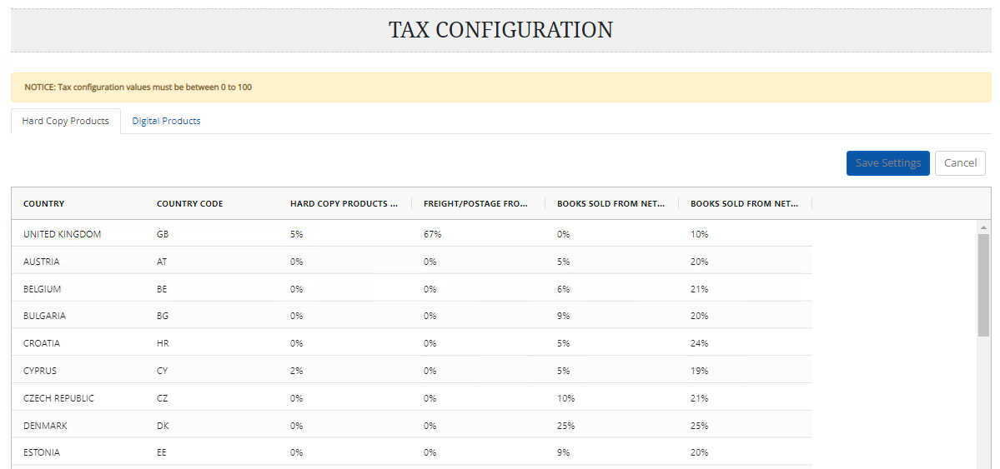 TAX CONFIGURATION
NOTICE: Tax configuration values must be between 0 to 100
Hard Copy Products Digital Products
Save Settings Cancel
COUNTRY COUNTRY CODE HARD COPY PRODUCTS ... FREIGHT/POSTAGE FRO... BOOKS SOLD FROM NET... BOOKS SOLD FROM NET...
UNITED KINGDOM GB 5% 67% 0% 10%
AUSTRIA AT 0% 0% 5% 20%
BELGIUM BE 0% 0% 6% 21%
BULGARIA BG 0% 0% 9% 20%
CROATIA HR 0% 0% 5% 24%
CYPRUS CY 2% 0% 5% 19%
CZECH REPUBLIC CZ 0% 0% 10% 21%
DENMARK DK 0% 0% 25% 25%
ESTONIA EE 0% 0% 9% 20%